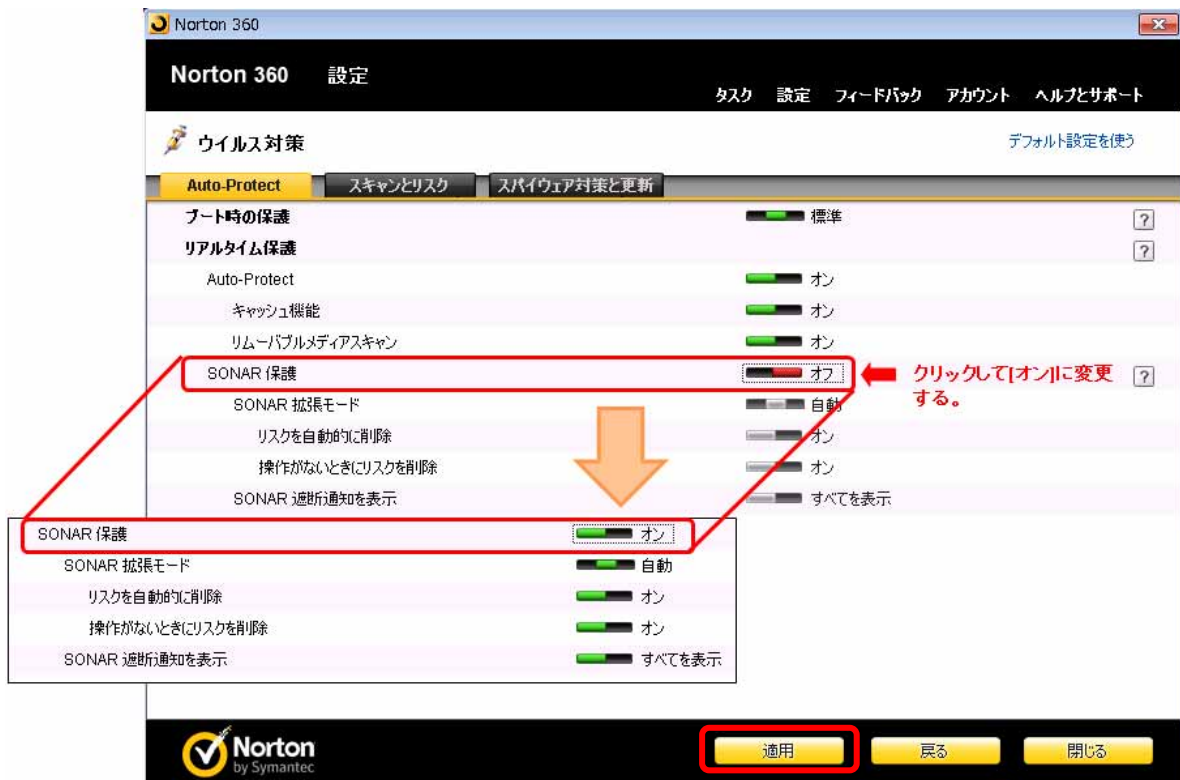 Norton 360
Norton 360 設定
タスク 設定 フィードバック アカウント ヘルプとサポート
ウイルス対策
デフォルト設定を使う
Auto-Protect スキャンとリスク スパイウェア対策と更新
ブート時の保護 標準 ?
リアルタイム保護 ?
Auto-Protect オン
キャッシュ機能 オン
リムーバブルメディアスキャン オン
SONAR 保護 オフ ?
クリックして[オン]に変更
する。
SONAR 拡張モード 自動
リスクを自動的に削除 オン
操作がないときにリスクを削除 オン
SONAR 遮断通知を表示 すべてを表示
SONAR 保護 オン
SONAR 拡張モード 自動
リスクを自動的に削除 オン
操作がないときにリスクを削除 オン
SONAR 遮断通知を表示 すべてを表示
Norton
by Symantec
適用 戻る 閉じる